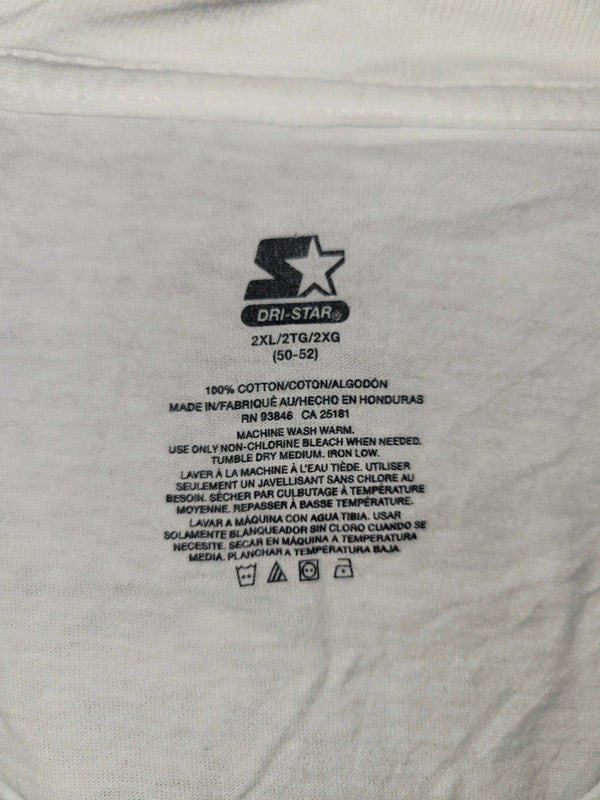 DRI-STAR®
2XL/2TG/2XG
(50-52)
100% COTTON/COTON/ALGODÓN
MADE IN/FABRIQUÉ AU/HECHO EN HONDURAS
RN 93846 CA 25181
MACHINE WASH WARM.
USE ONLY NON-CHLORINE BLEACH WHEN NEEDED.
TUMBLE DRY MEDIUM. IRON LOW.
LAVER À LA MACHINE À L'EAU TIÈDE. UTILISER
SEULEMENT UN JAVELLISANT SANS CHLORE AU
BESOIN. SÉCHER PAR CULBUTAGE À TEMPÉRATURE
MOYENNE. REPASSER À BASSE TEMPÉRATURE.
LAVAR A MÁQUINA CON AGUA TIBIA. USAR
SOLAMENTE BLANQUEADOR SIN CLORO CUANDO SE
NECESITE. SECAR EN MÁQUINA A TEMPERATURA
MEDIA. PLANCHAR A TEMPERATURA BAJA.